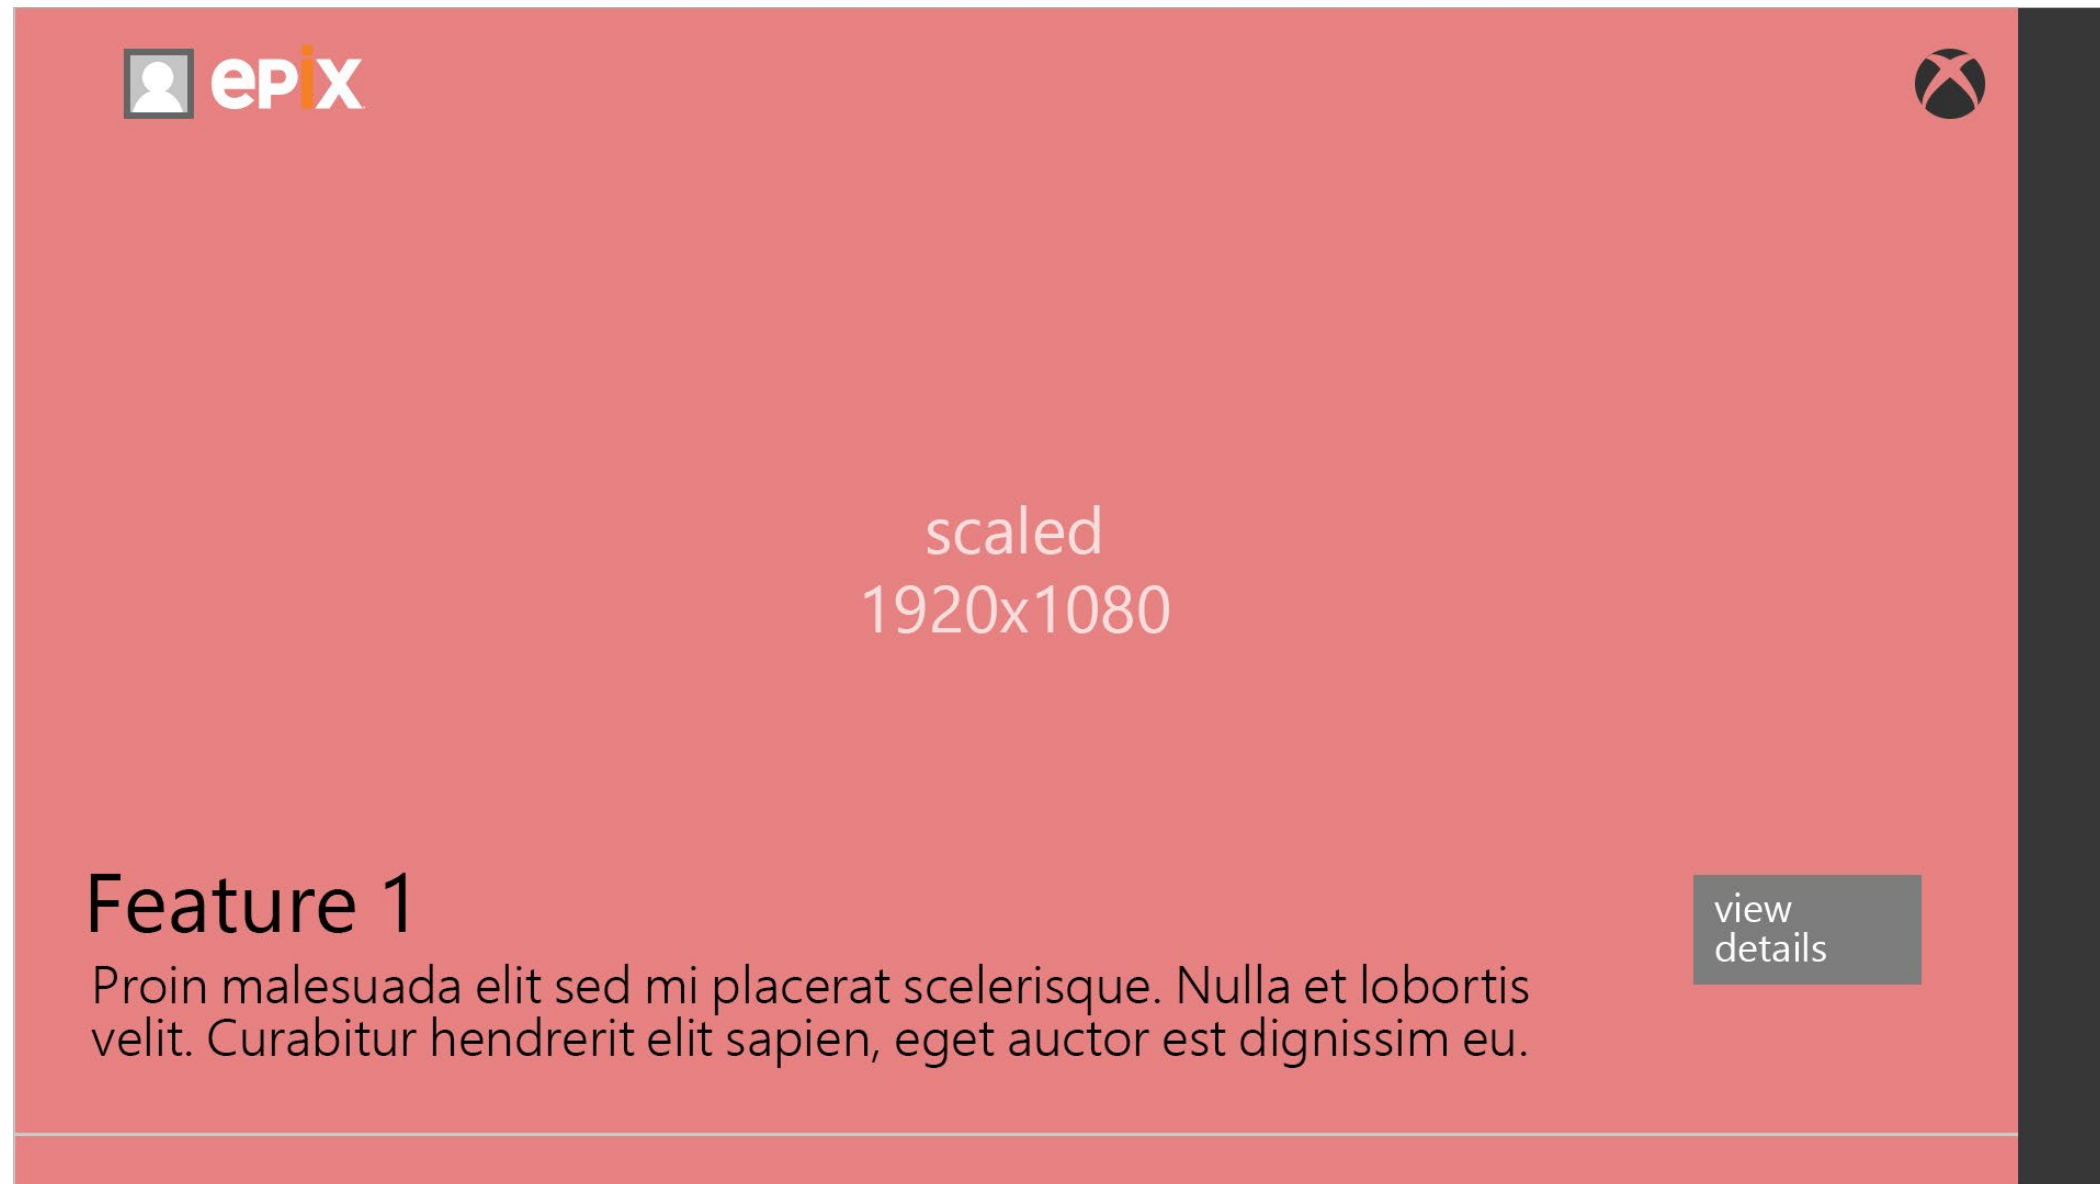 epix
scaled
1920x1080
Feature 1
view
details
Proin malesuada elit sed mi placerat scelerisque. Nulla et lobortis
velit. Curabitur hendrerit elit sapien, eget auctor est dignissim eu.